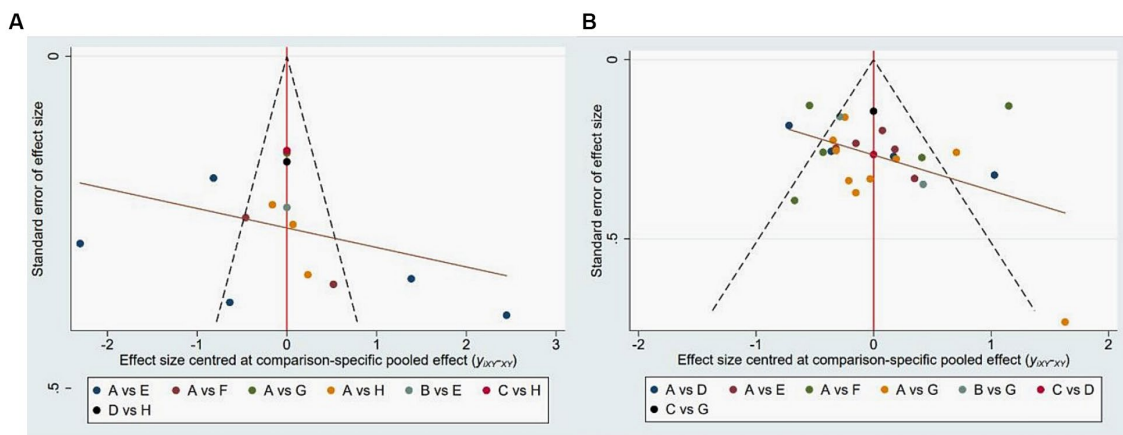 A
B
0
.5
Standard error of effect size
-2 -1 0 1 2 3
Effect size centred at comparison-specific pooled effect (yiXY-XY)
A vs E A vs F A vs G A vs H B vs E C vs H
D vs H
0
.5
Standard error of effect size
-2 -1 0 1 2
Effect size centred at comparison-specific pooled effect (yiXY-XY)
A vs D A vs E A vs F A vs G B vs G C vs D
C vs G